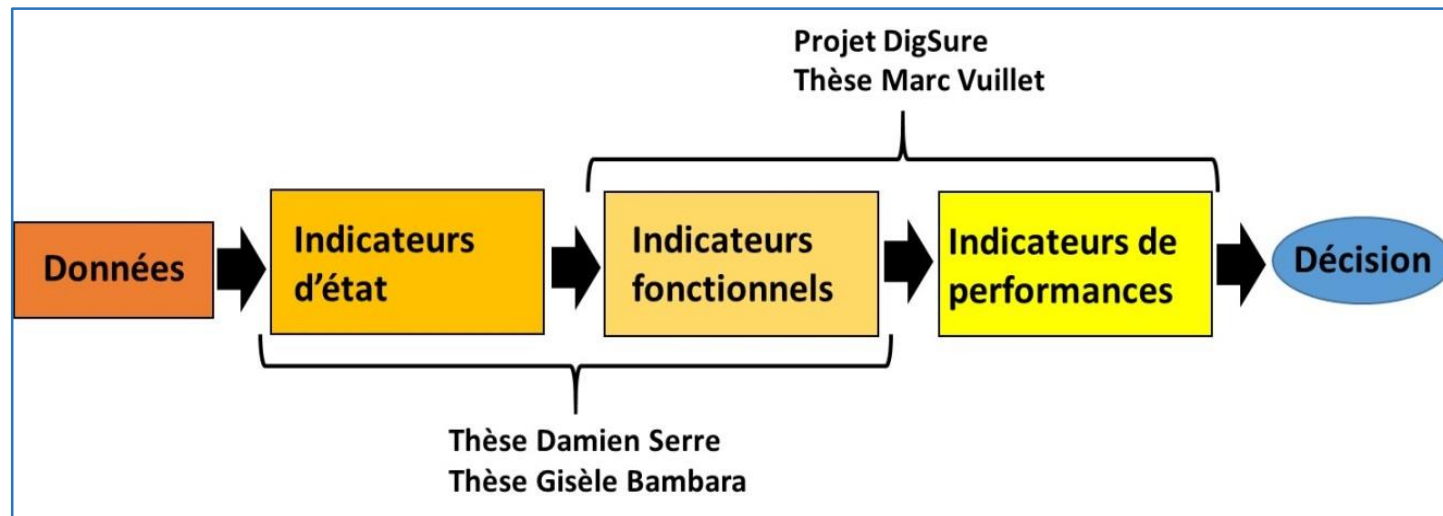 Projet DigSure
Thèse Marc Vuillet
Données
Indicateurs
d’état
Indicateurs
fonctionnels
Indicateurs de
performances
Décision
Thèse Damien Serre
Thèse Gisèle Bambara